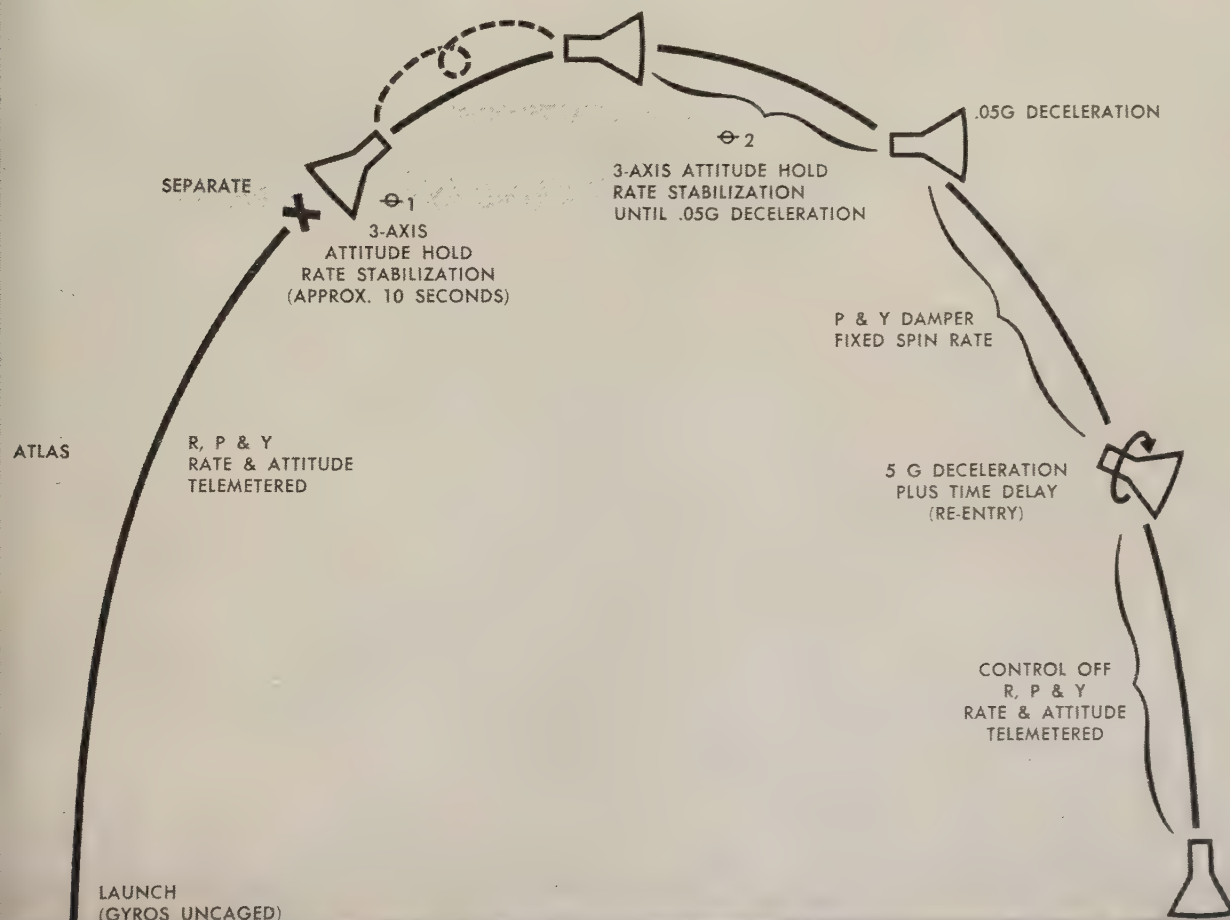 .05G DECELERATION
SEPARATE
⊖1
3-AXIS
ATTITUDE HOLD
RATE STABILIZATION
(APPROX. 10 SECONDS)
⊖2
3-AXIS ATTITUDE HOLD
RATE STABILIZATION
UNTIL .05G DECELERATION
P & Y DAMPER
FIXED SPIN RATE
ATLAS
R, P & Y
RATE & ATTITUDE
TELEMETERED
5 G DECELERATION
PLUS TIME DELAY
(RE-ENTRY)
CONTROL OFF
R, P & Y
RATE & ATTITUDE
TELEMETERED
LAUNCH
(GYROS UNCAGED)